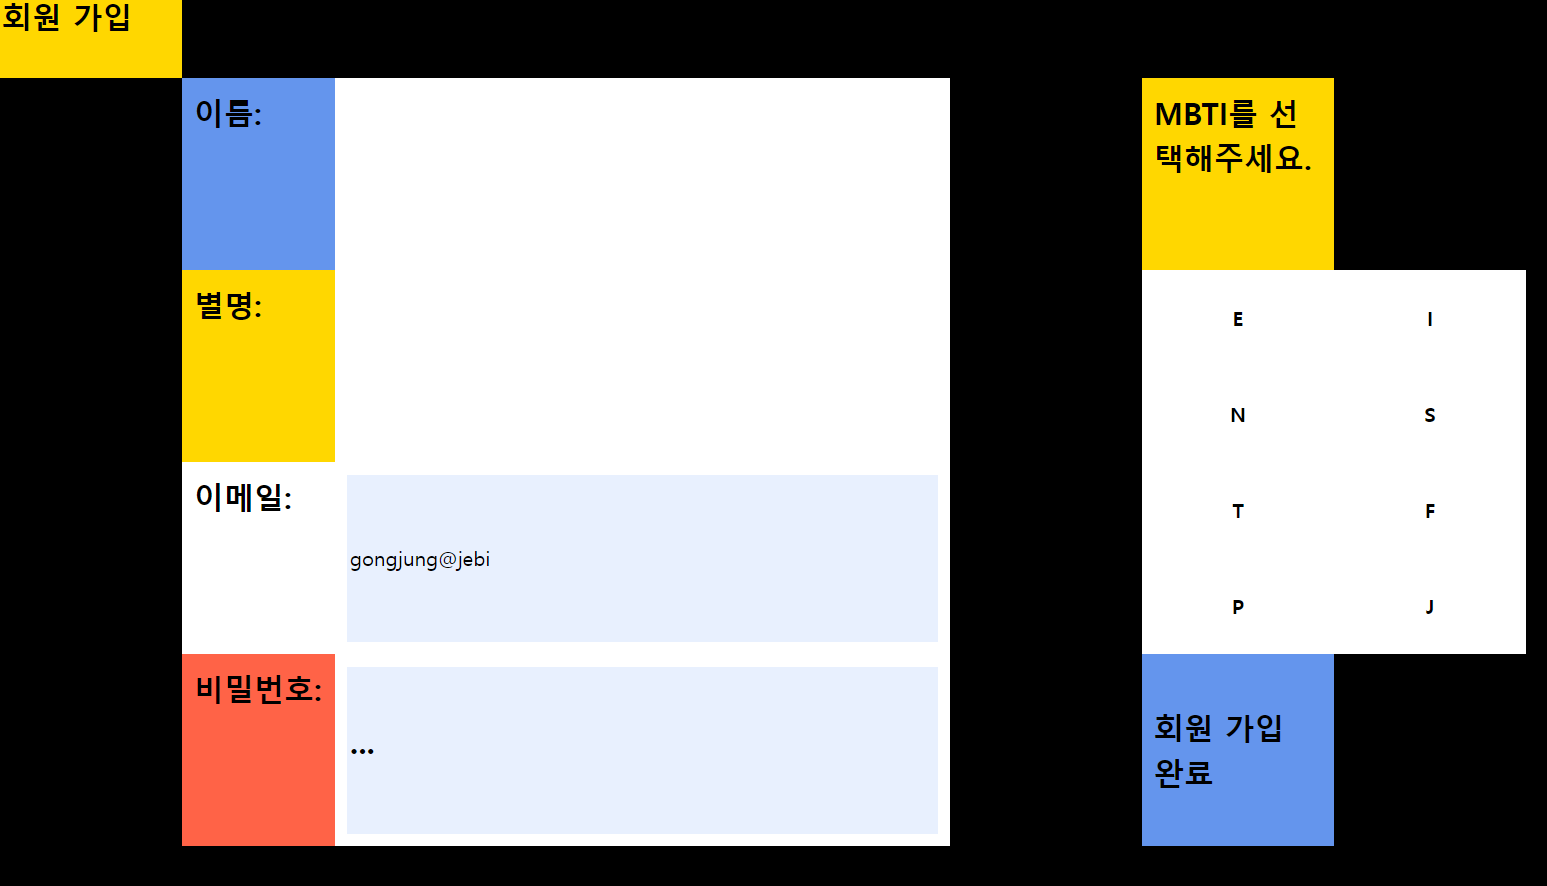 회원 가입
이름:
별명:
이메일:
gongjung@jebi
비밀번호:
•••
MBTI를 선
택해주세요.
E I
N S
T F
P J
회원 가입
완료